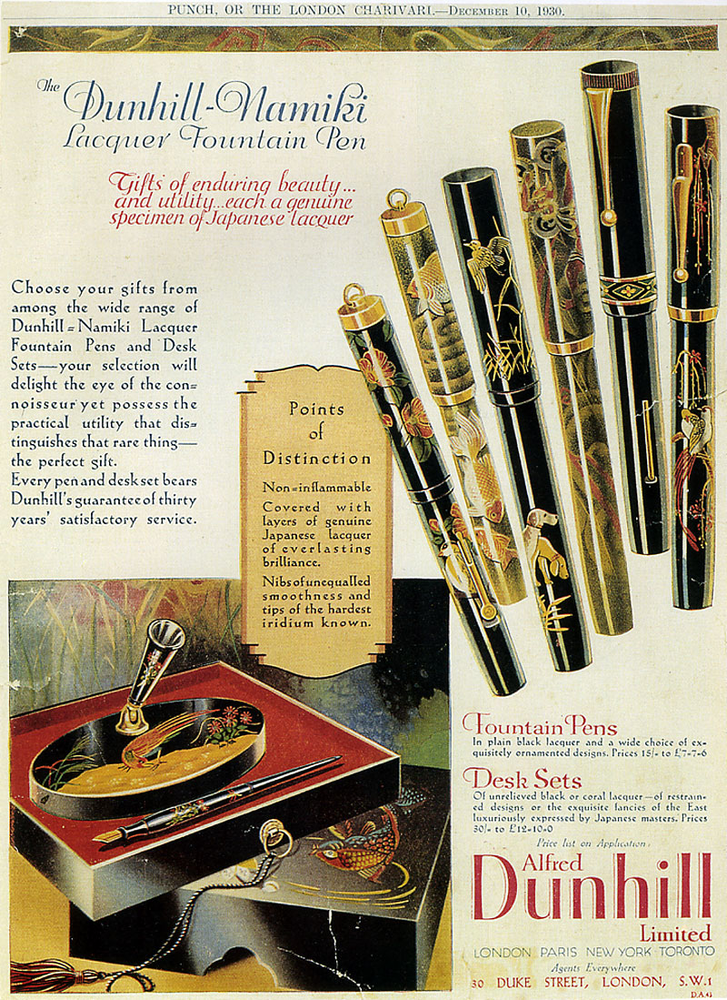 PUNCH, OR THE LONDON CHARIVARI.—DECEMBER 10, 1930.
The
Dunhill-Namiki
Lacquer Fountain Pen
Gifts of enduring beauty...
and utility...each a genuine
specimen of Japanese lacquer
Choose your gifts from
among the wide range of
Dunhill=Namiki Lacquer
Fountain Pens and Desk
Sets—your selection will
delight the eye of the con=
noisseur yet possess the
practical utility that dis=
tinguishes that rare thing—
the perfect gift.
Every pen and desk set bears
Dunhill's guarantee of thirty
years' satisfactory service.
Points
of
Distinction
Non=inflammable
Covered with
layers of genuine
Japanese lacquer
of everlasting
brilliance.
Nibs of unequalled
smoothness and
tips of the hardest
iridium known.
Fountain Pens
In plain black lacquer and a wide choice of ex-
quisitely ornamented designs. Prices 15/- to £7-7-6
Desk Sets
Of unrelieved black or coral lacquer—of restrain-
ed designs or the exquisite fancies of the East
luxuriously expressed by Japanese masters. Prices
30/- to £12-10-0
Price list on Application.
Alfred
Dunhill
Limited
LONDON PARIS NEW YORK TORONTO
Agents Everywhere
30 DUKE STREET, LONDON, S.W.1
D.A.42